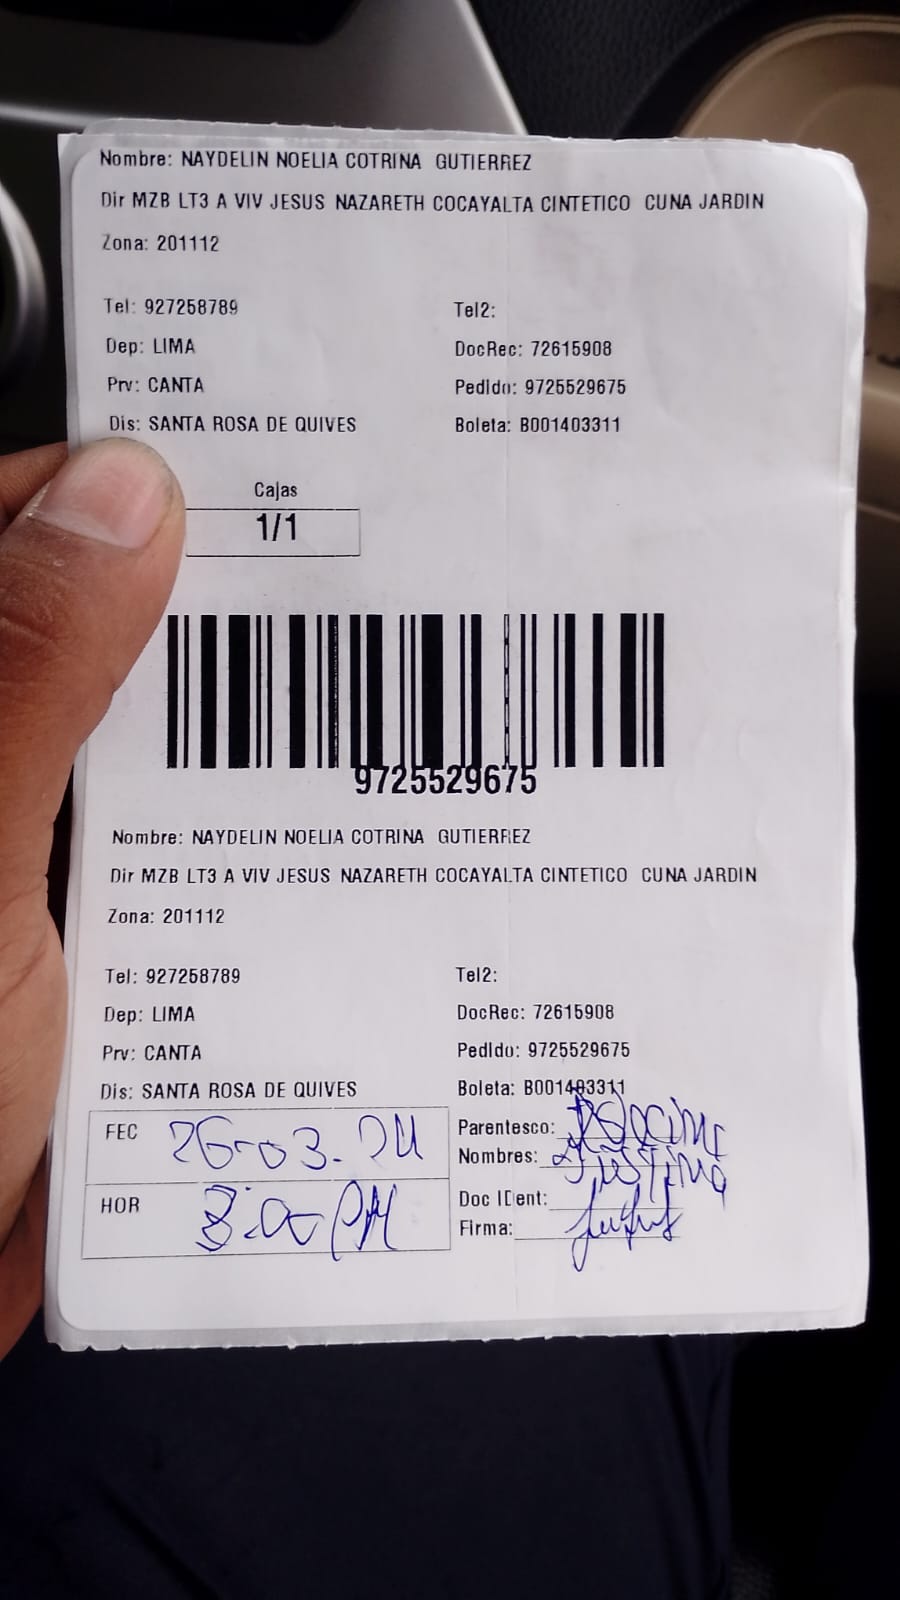 Nombre: NAYDELIN NOELIA COTRINA GUTIERREZ
Dir MZB LT3 A VIV JESUS NAZARETH COCAYALTA CINTETICO CUNA JARDIN
Zona: 201112
Tel: 927258789 Tel2:
Dep: LIMA DocRec: 72615908
Prv: CANTA Pedido: 9725529675
Dis: SANTA ROSA DE QUIVES Boleta: B001403311
Cajas
1/1
9725529675
Nombre: NAYDELIN NOELIA COTRINA GUTIERREZ
Dir MZB LT3 A VIV JESUS NAZARETH COCAYALTA CINTETICO CUNA JARDIN
Zona: 201112
Tel: 927258789 Tel2:
Dep: LIMA DocRec: 72615908
Prv: CANTA Pedido: 9725529675
Dis: SANTA ROSA DE QUIVES Boleta: B001403311
FEC 26-03-24 Parentesco:
Nombres: Justina
HOR Doc IDent:
PM Firma: